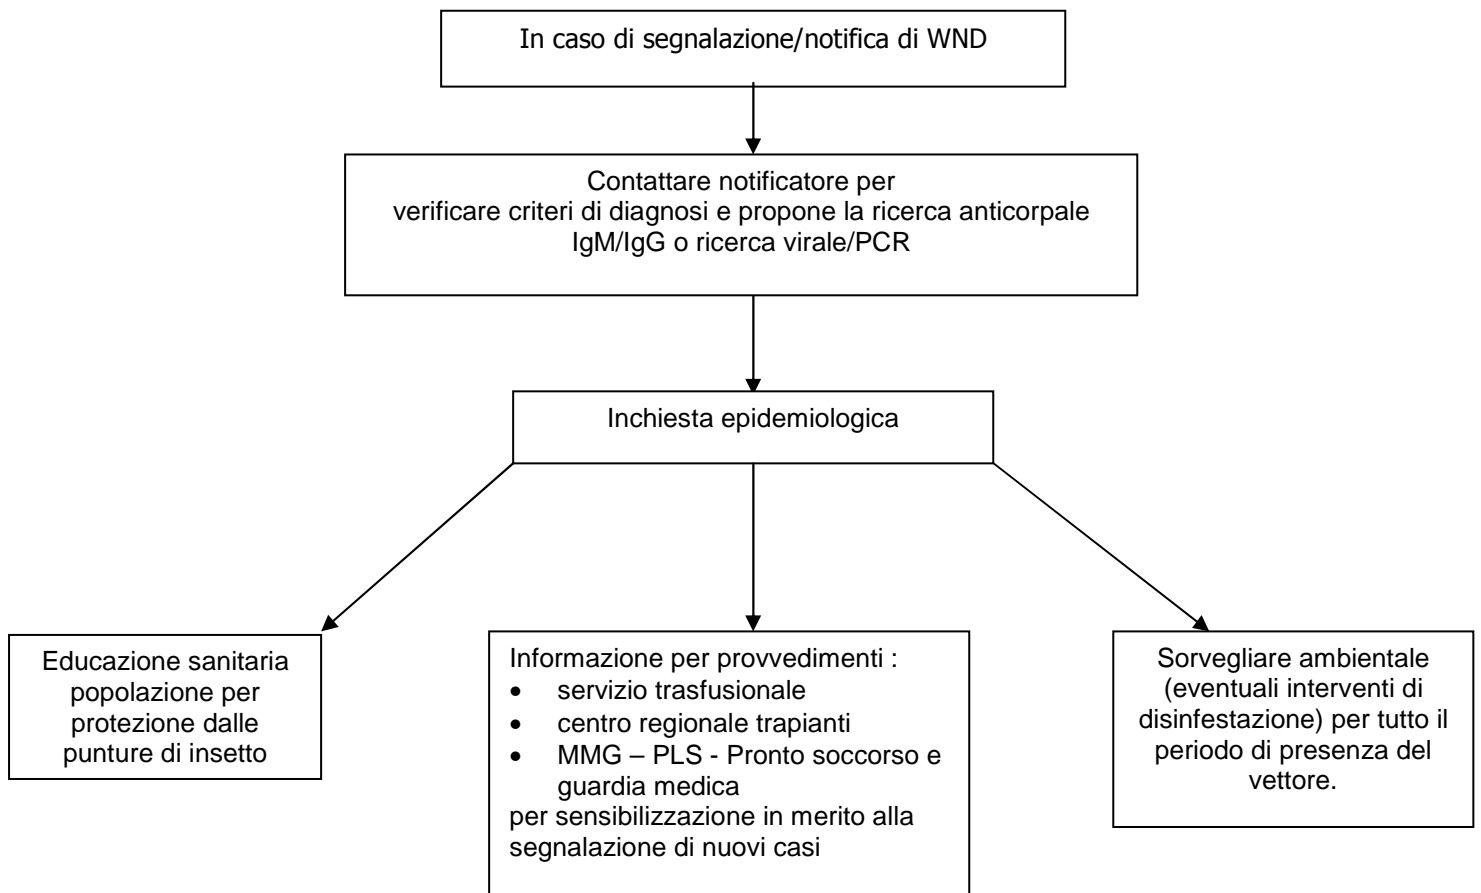 In caso di segnalazione/notifica di WND
Contattare notificatore per
verificare criteri di diagnosi e propone la ricerca anticorpale
IgM/IgG o ricerca virale/PCR
Inchiesta epidemiologica
Educazione sanitaria
popolazione per
protezione dalle
punture di insetto
Informazione per provvedimenti :
• servizio trasfusionale
• centro regionale trapianti
• MMG – PLS - Pronto soccorso e
guardia medica
per sensibilizzazione in merito alla
segnalazione di nuovi casi
Sorvegliare ambientale
(eventuali interventi di
disinfestazione) per tutto il
periodo di presenza del
vettore.